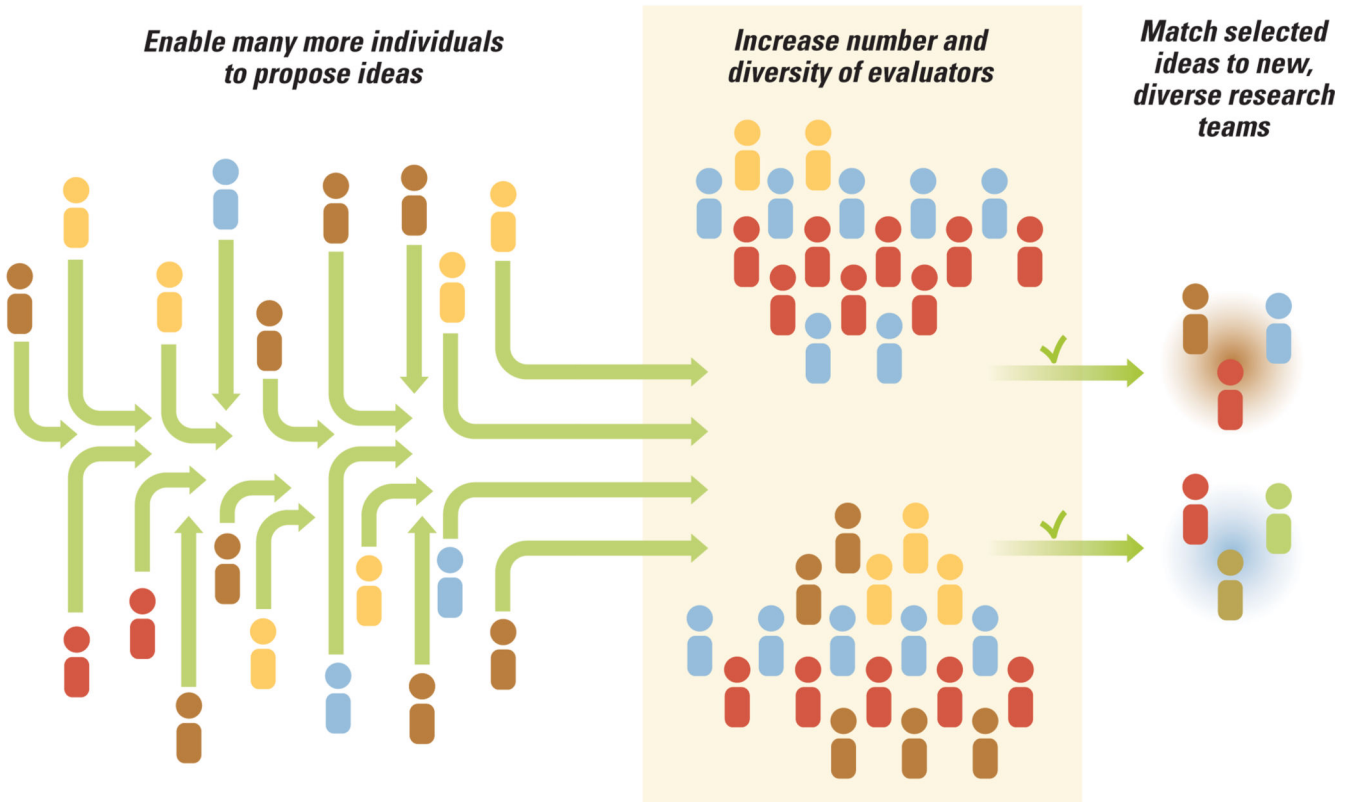 Enable many more individuals
to propose ideas
Increase number and
diversity of evaluators
Match selected
ideas to new,
diverse research
teams